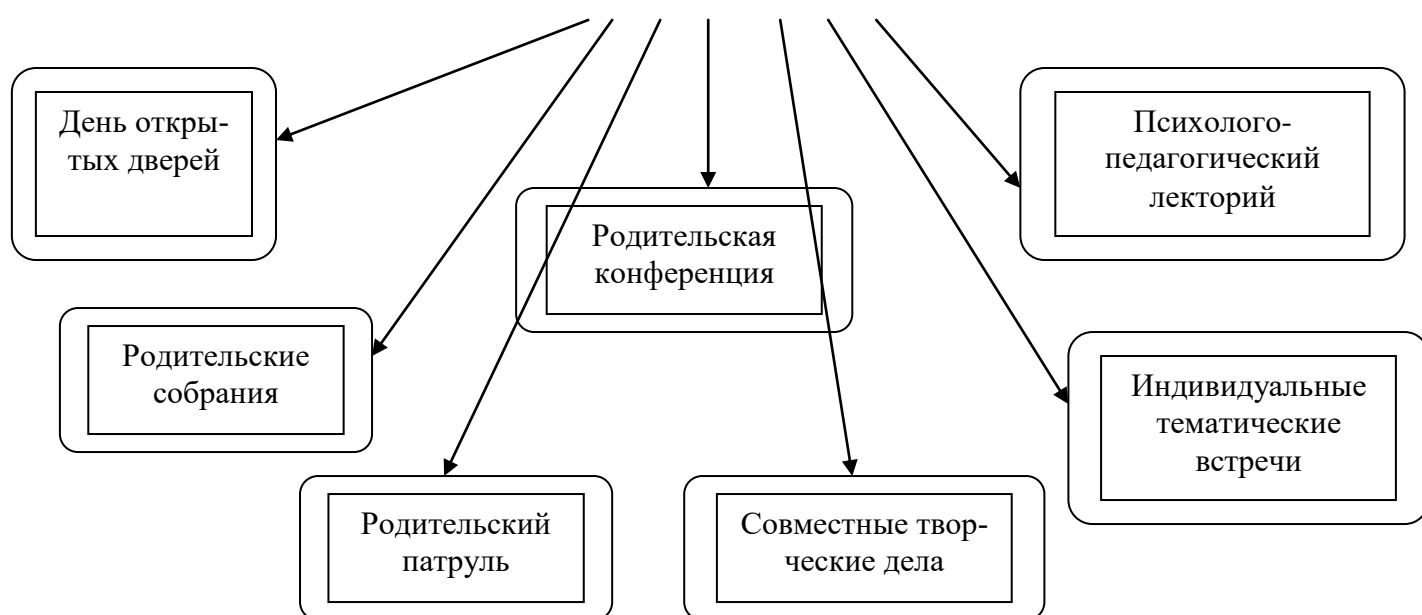 День откры-
тых дверей
Психолого-
педагогический
лекторий
Родительская
конференция
Родительские
собрания
Индивидуальные
тематические
встречи
Родительский
патруль
Совместные твор-
ческие дела